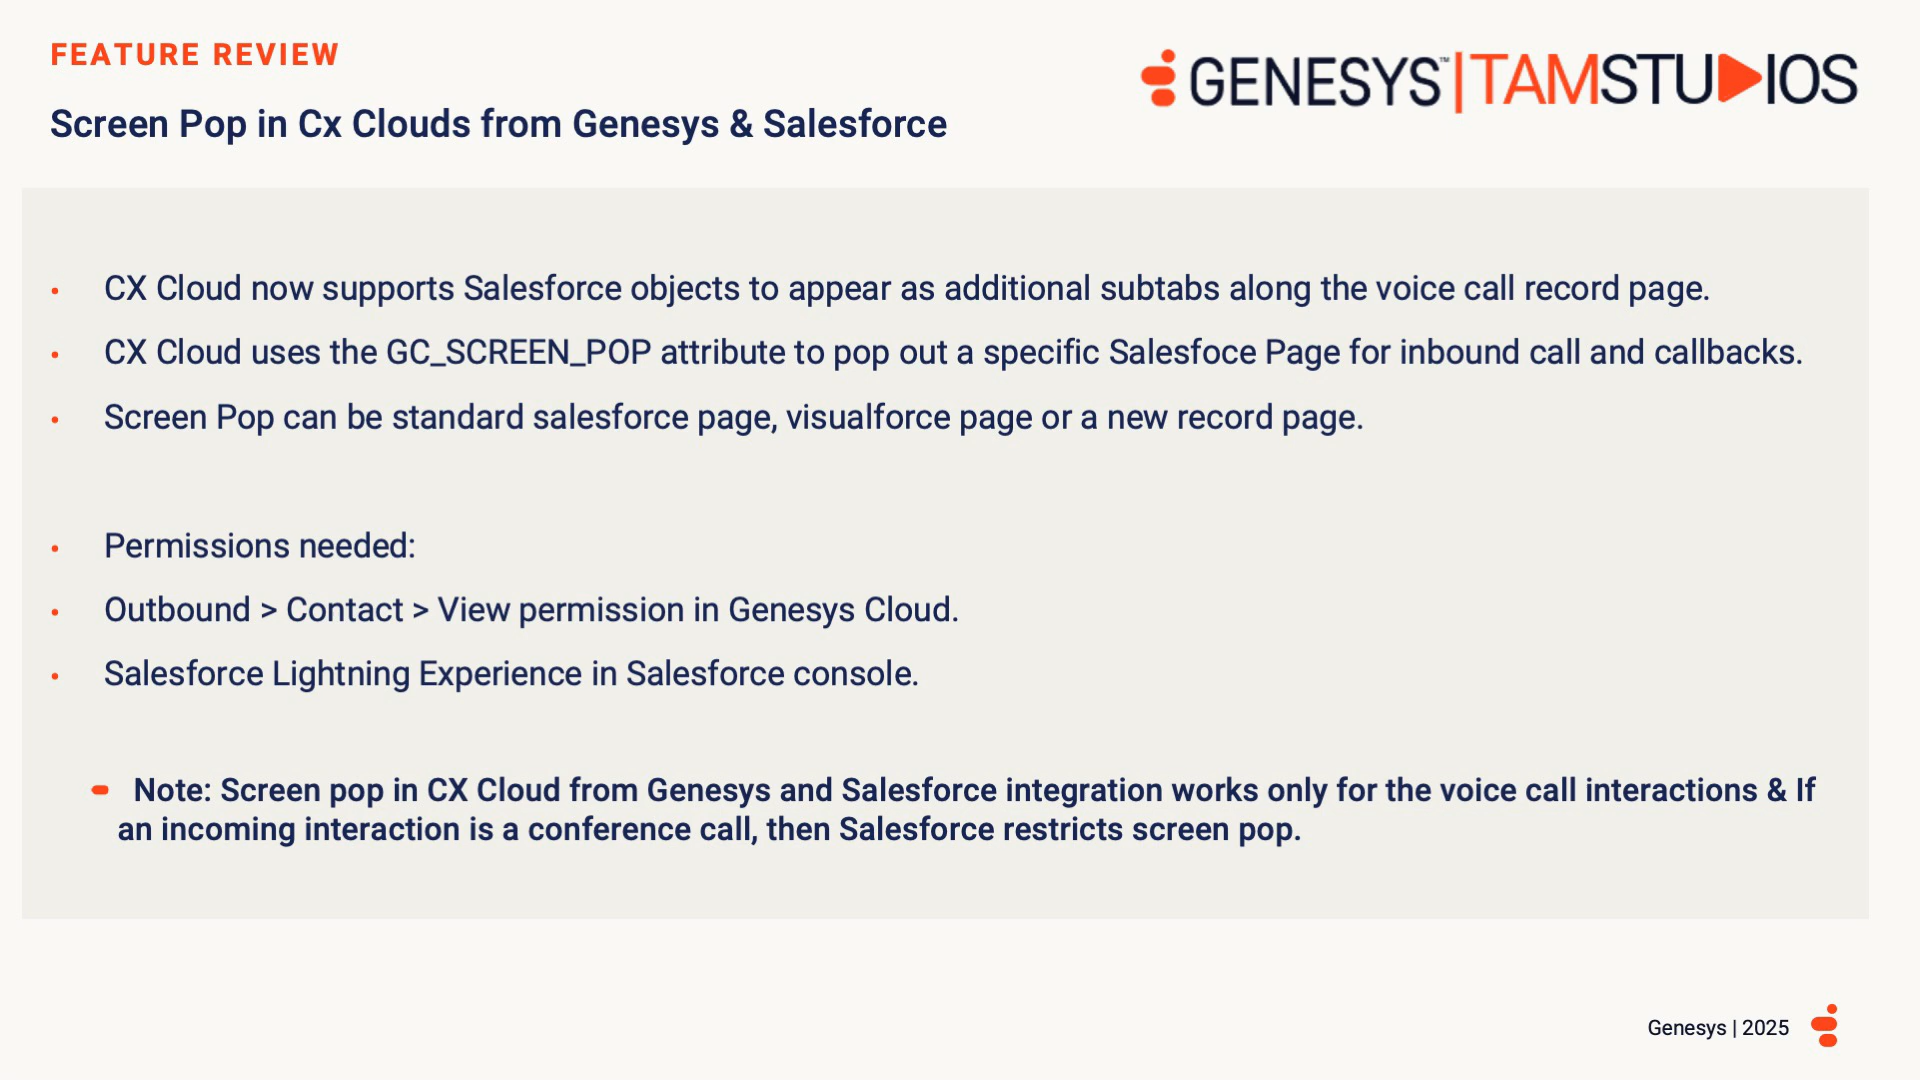 FEATURE REVIEW
GENESYS™|TAMSTUDIOS
Screen Pop in Cx Clouds from Genesys & Salesforce
• CX Cloud now supports Salesforce objects to appear as additional subtabs along the voice call record page.
• CX Cloud uses the GC_SCREEN_POP attribute to pop out a specific Salesfoce Page for inbound call and callbacks.
• Screen Pop can be standard salesforce page, visualforce page or a new record page.
• Permissions needed:
• Outbound > Contact > View permission in Genesys Cloud.
• Salesforce Lightning Experience in Salesforce console.
Note: Screen pop in CX Cloud from Genesys and Salesforce integration works only for the voice call interactions & If
an incoming interaction is a conference call, then Salesforce restricts screen pop.
Genesys | 2025